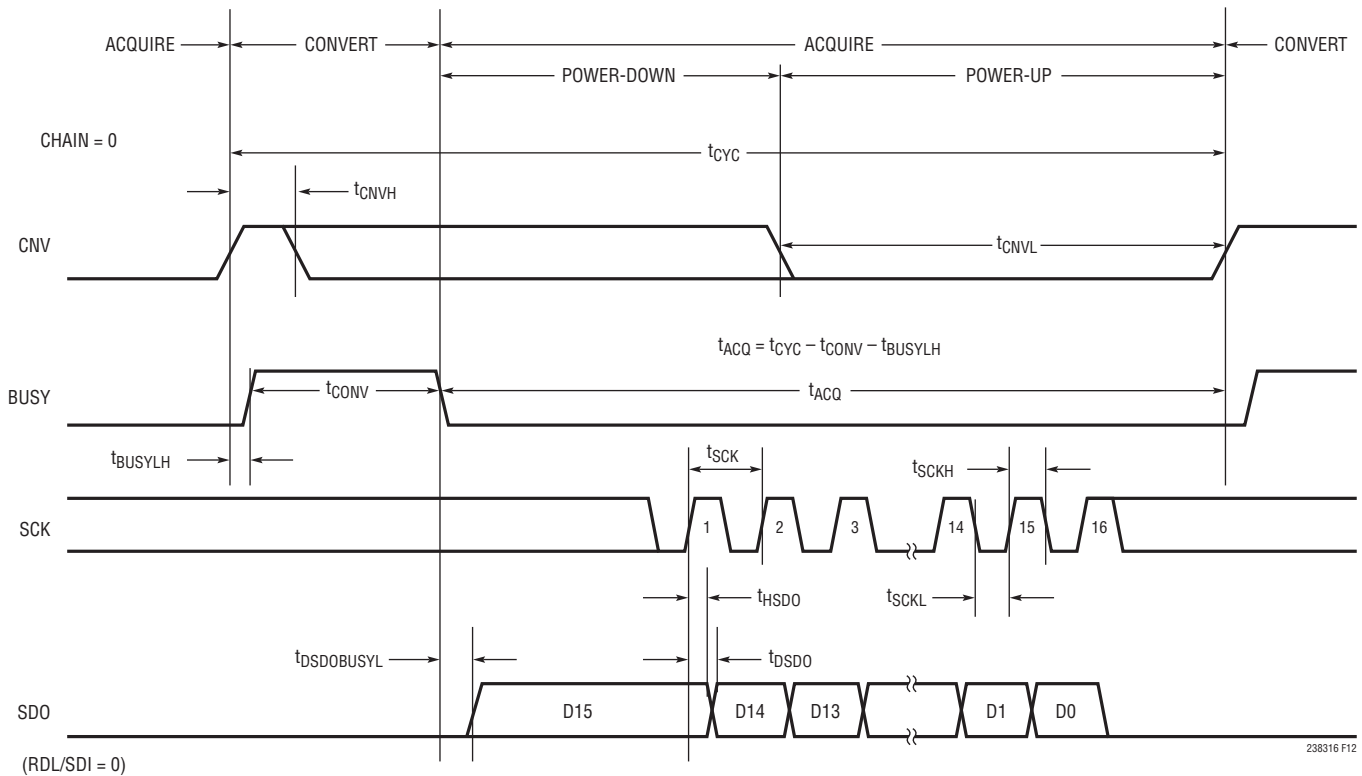 ACQUIRE CONVERT ACQUIRE CONVERT
POWER-DOWN POWER-UP
CHAIN = 0
tCYC
tCNVH
CNV
tCNVL
tACQ = tCYC – tCONV – tBUSYLH
BUSY
tCONV
tACQ
tBUSYLH
tSCK
tSCKH
SCK
1 2 3 14 15 16
tHSDO
tSCKL
tDSDOBUSYL
tDSDO
SDO
D15 D14 D13 D1 D0
(RDL/SDI = 0)
238316 F12